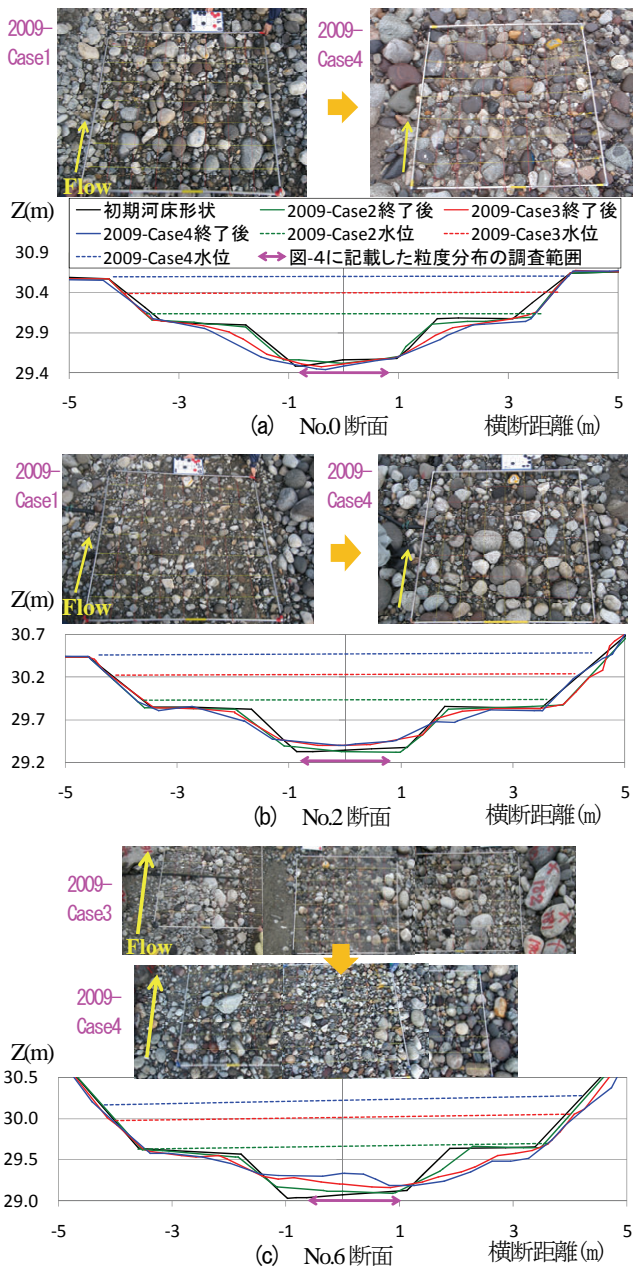 2009-
Case1
2009-
Case4
Flow
Z(m)
初期河床形状 2009-Case2終了後 2009-Case3終了後
2009-Case4終了後 2009-Case2水位 2009-Case3水位
2009-Case4水位 図-4に記載した粒度分布の調査範囲
30.9
30.4
29.9
29.4
-5 -3 -1 1 3 5
(a) No.0 断面 横断距離(m)
2009-
Case1
2009-
Case4
Flow
Z(m)
30.7
30.2
29.7
29.2
-5 -3 -1 1 3 5
(b) No.2 断面 横断距離(m)
2009-
Case3
Flow
2009-
Case4
Z(m)
30.5
30.0
29.5
29.0
-5 -3 -1 1 3 5
(c) No.6 断面 横断距離(m)